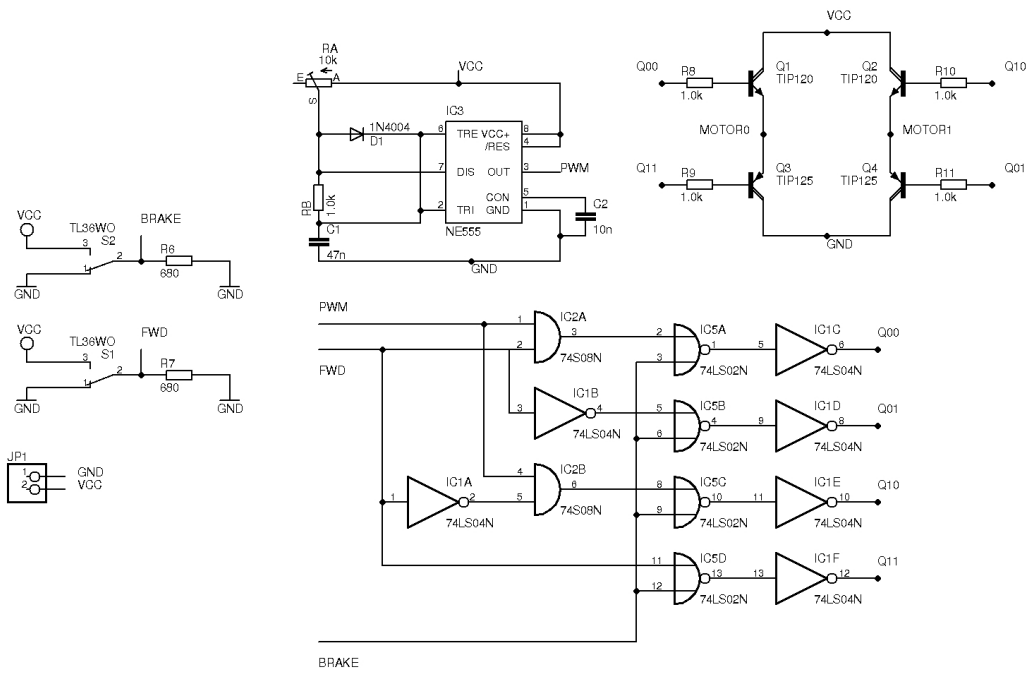 VCC
TL36WO
S2
BRAKE
3
2
1
R6
680
GND
GND
VCC
TL36WO
S1
FWD
3
2
1
R7
680
GND
GND
JP1
1
2
GND
VCC
RA
10k
E
A
S
VCC
IC3
1N4004
D1
6
7
2
TRE VCC+
/RES
DIS OUT
CON
TRI GND
8
4
3
5
1
PWM
NE555
RB
1.0k
C1
47n
C2
10n
GND
VCC
Q00
R8
1.0k
Q1
TIP120
Q2
TIP120
R10
1.0k
Q10
MOTOR0
MOTOR1
Q11
R9
1.0k
Q3
TIP125
Q4
TIP125
R11
1.0k
Q01
GND
PWM
FWD
1
2
IC2A
3
74S08N
2
3
IC5A
1
74LS02N
5
IC1C
6
74LS04N
Q00
3
IC1B
4
74LS04N
5
6
IC5B
4
74LS02N
9
IC1D
8
74LS04N
Q01
1
IC1A
2
74LS04N
4
5
IC2B
6
74S08N
8
9
IC5C
10
74LS02N
11
IC1E
10
74LS04N
Q10
11
12
IC5D
13
74LS02N
13
IC1F
12
74LS04N
Q11
BRAKE